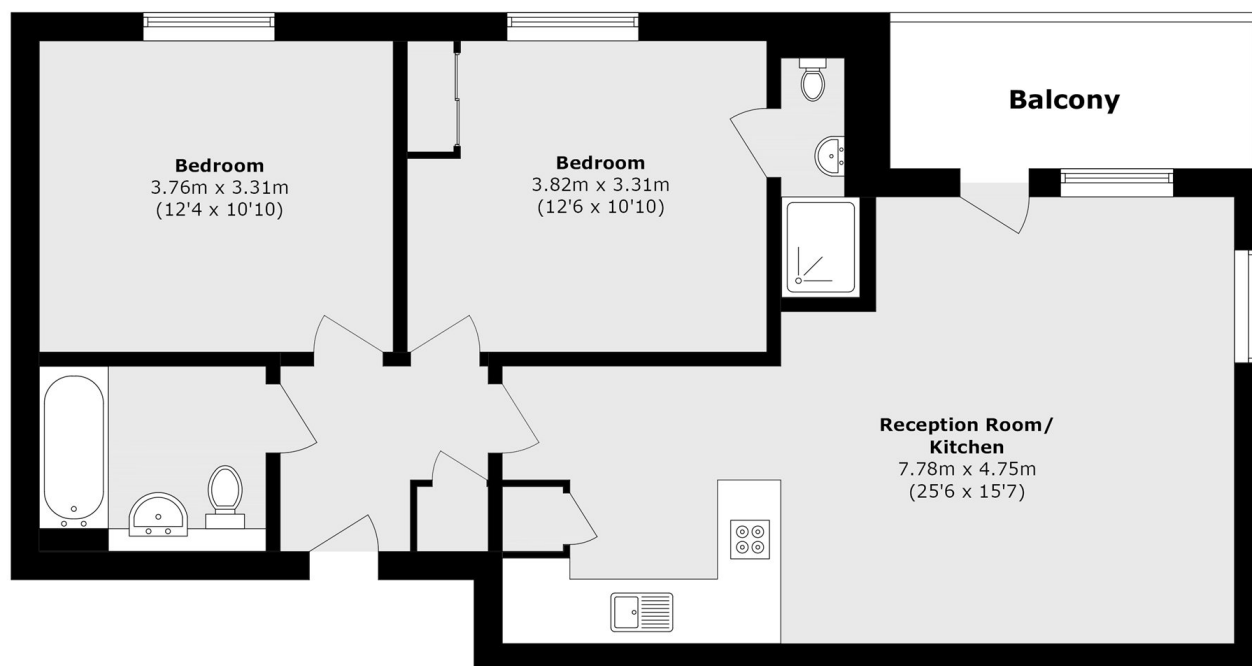 Bedroom
3.76m x 3.31m
(12'4 x 10'10)
Bedroom
3.82m x 3.31m
(12'6 x 10'10)
Balcony
Reception Room/
Kitchen
7.78m x 4.75m
(25'6 x 15'7)